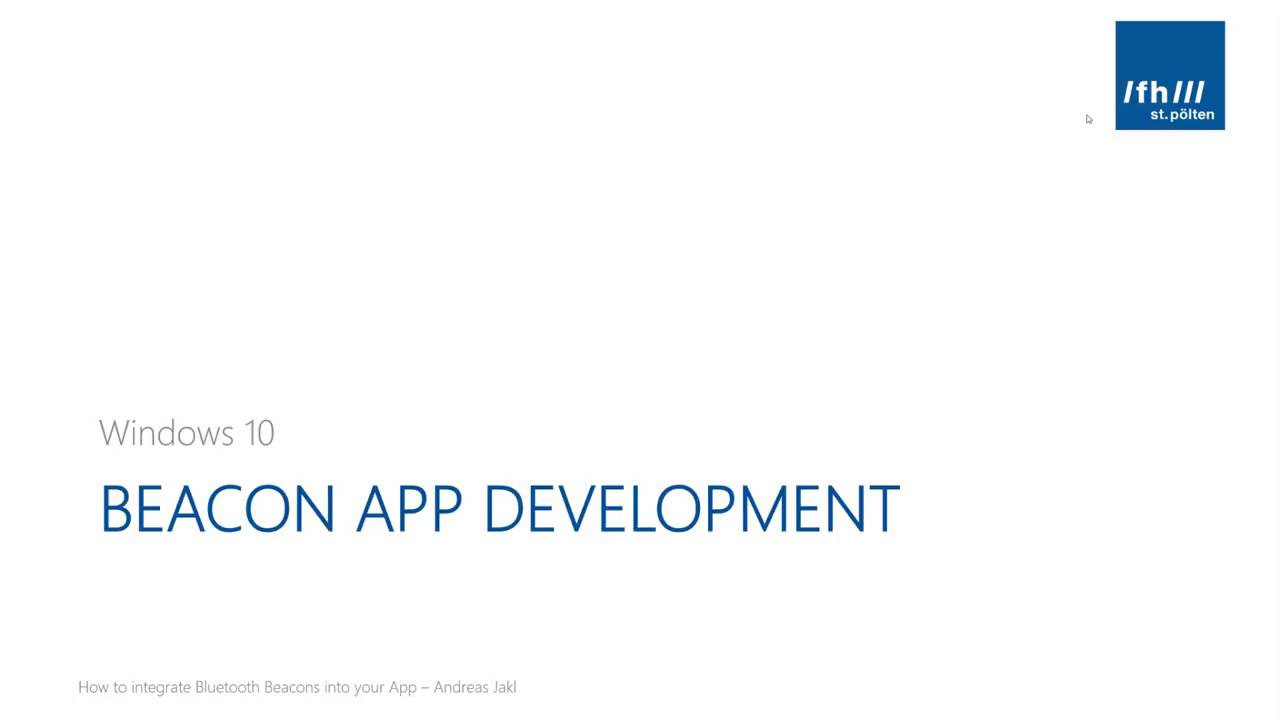 /fh///
st.pölten
Windows 10
BEACON APP DEVELOPMENT
How to integrate Bluetooth Beacons into your App – Andreas Jakl